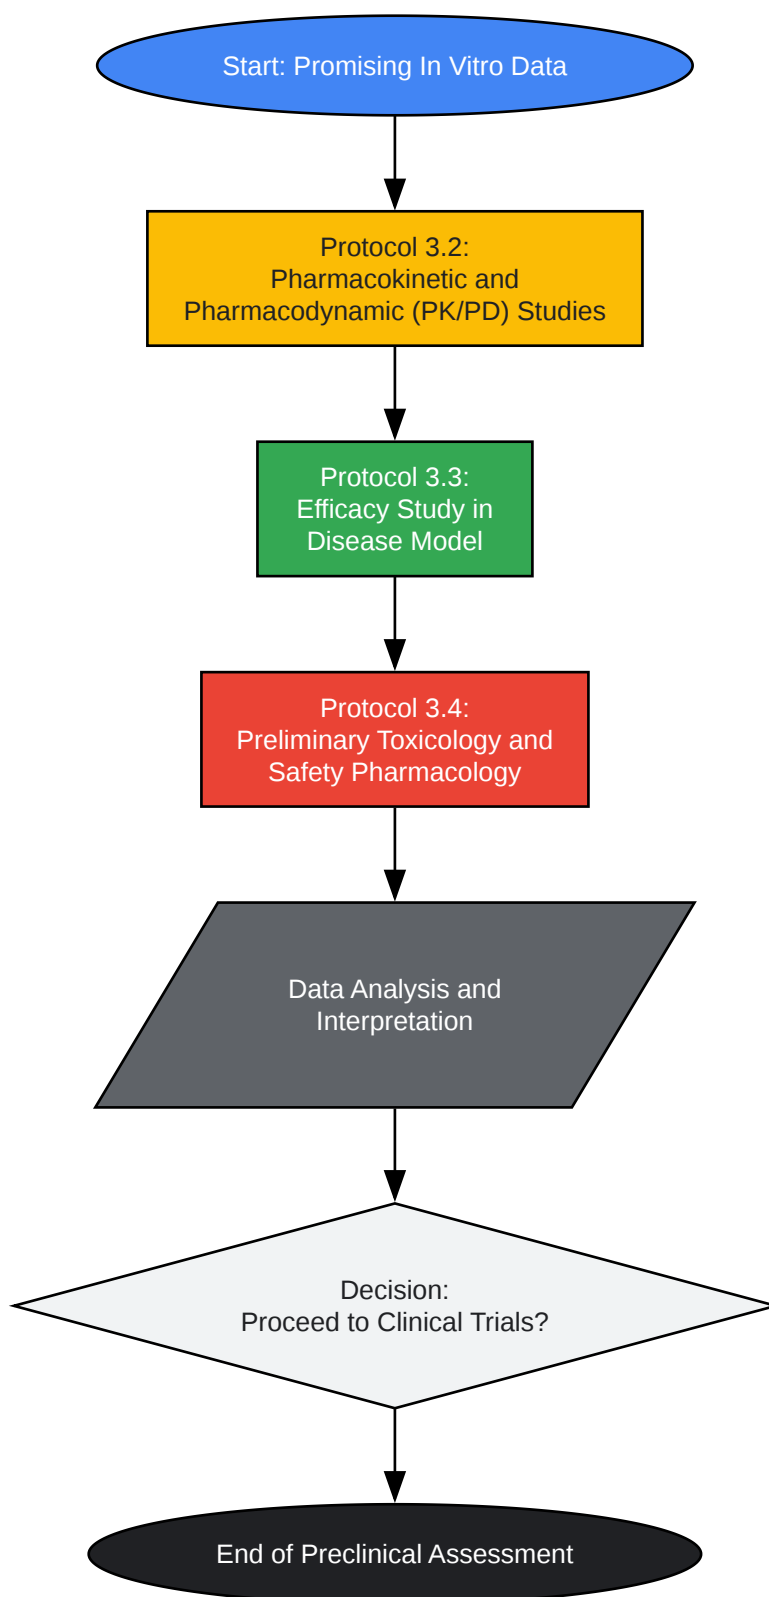 Start: Promising In Vitro Data
Protocol 3.2:
Pharmacokinetic and
Pharmacodynamic (PK/PD) Studies
Protocol 3.3:
Efficacy Study in
Disease Model
Protocol 3.4:
Preliminary Toxicology and
Safety Pharmacology
Data Analysis and
Interpretation
Decision:
Proceed to Clinical Trials?
End of Preclinical Assessment